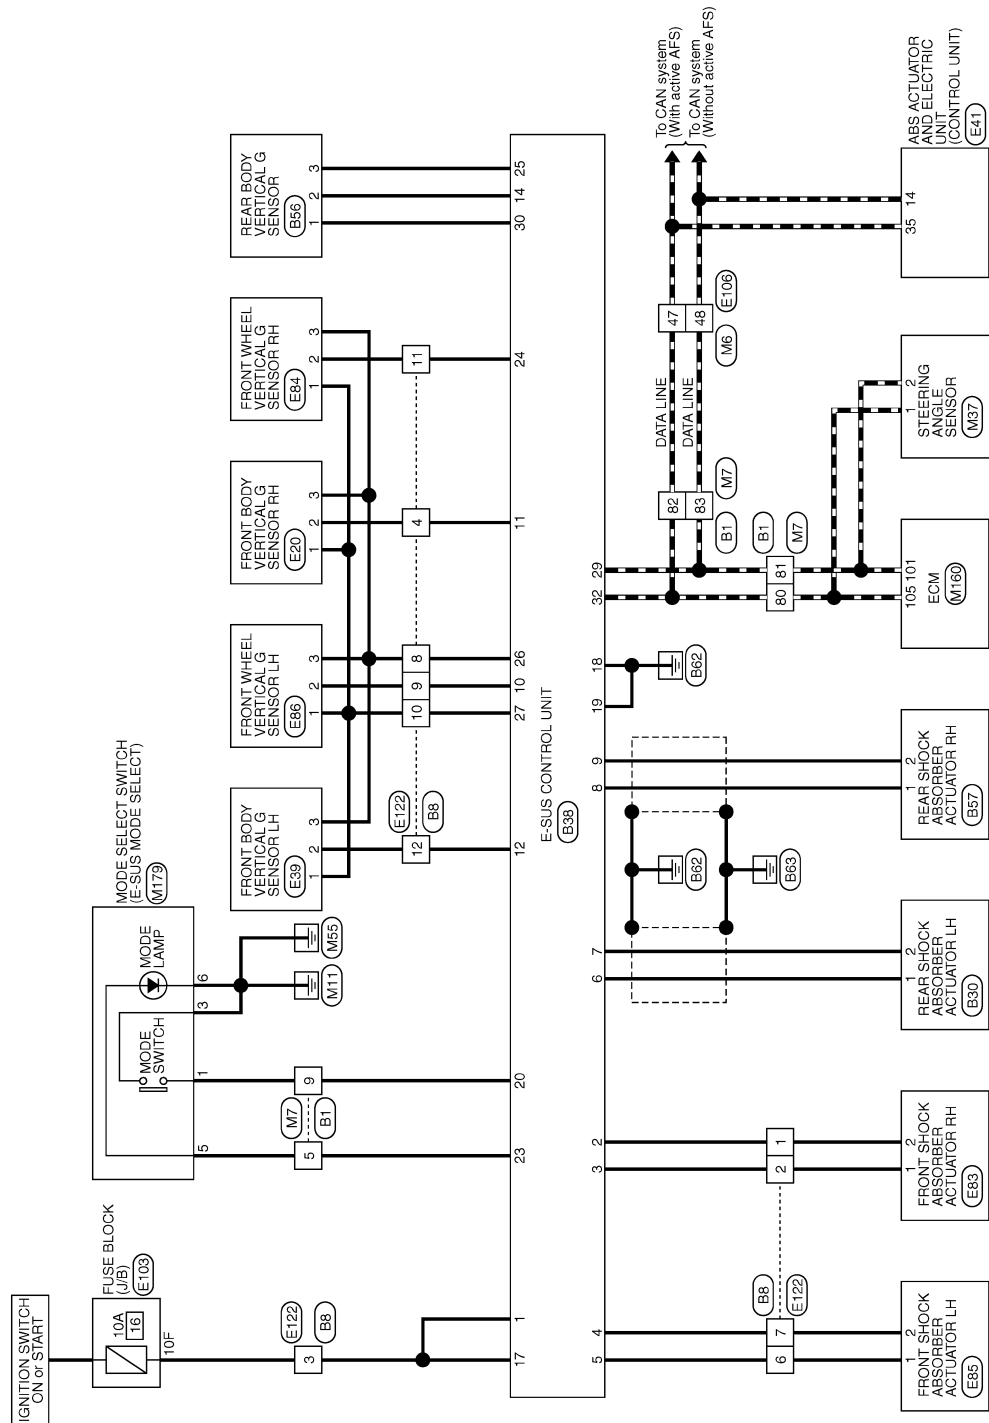 IGNITION SWITCH
ON or START
FUSE BLOCK
(J/B)
E103
10A
16
10F
E122
3
B8
17
1
MODE SELECT SWITCH
(E-SUS MODE SELECT)
M179
MODE
SWITCH
MODE
LAMP
5
1
3
6
M7
5
9
B1
M11
M55
23
20
FRONT BODY
VERTICAL G
SENSOR LH
E39
1
2
3
FRONT WHEEL
VERTICAL G
SENSOR LH
E86
1
2
3
FRONT BODY
VERTICAL G
SENSOR RH
E20
1
2
3
FRONT WHEEL
VERTICAL G
SENSOR RH
E84
1
2
3
REAR BODY
VERTICAL G
SENSOR
B56
1
2
3
E122
B8
12
10
9
8
4
11
12
27
10
26
11
24
30
14
25
E-SUS CONTROL UNIT
B38
5
4
3
2
6
7
8
9
19
18
32
29
B62
B63
B62
B8
6
7
2
1
E122
FRONT SHOCK
ABSORBER
ACTUATOR LH
E85
1
2
FRONT SHOCK
ABSORBER
ACTUATOR RH
E83
1
2
REAR SHOCK
ABSORBER
ACTUATOR LH
B30
1
2
REAR SHOCK
ABSORBER
ACTUATOR RH
B57
1
2
82
83
B1
M7
B1
M7
80
81
DATA LINE
DATA LINE
47
48
M6
E106
To CAN system
(With active AFS)
To CAN system
(Without active AFS)
105
101
ECM
M160
1
2
STEERING
ANGLE
SENSOR
M37
35
14
ABS ACTUATOR
AND ELECTRIC
UNIT
(CONTROL UNIT)
E41